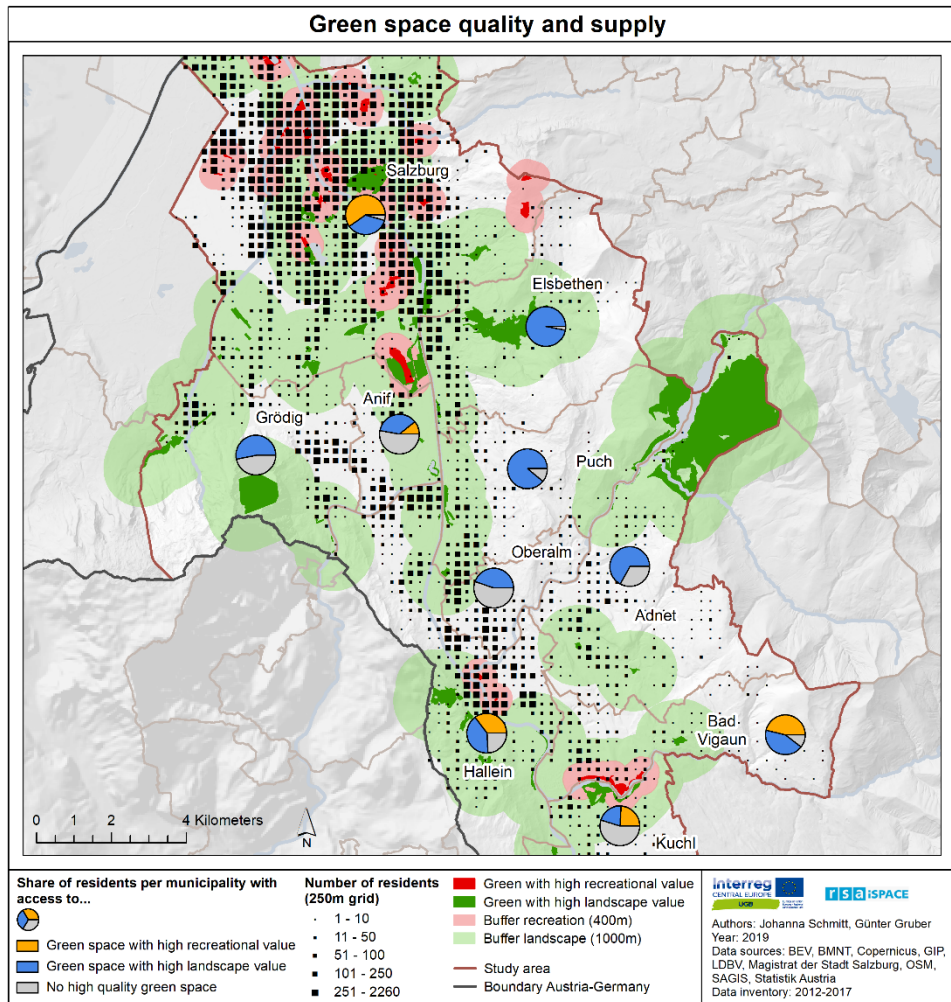 Green space quality and supply
Salzburg
Elsbethen
Anif
Grödig
Puch
Oberalm
Adnet
Bad
Vigaun
Hallein
Kuchl
0 1 2 4 Kilometers
N
Share of residents per municipality with
access to...
Green space with high recreational value
Green space with high landscape value
No high quality green space
Number of residents
(250m grid)
1 - 10
11 - 50
51 - 100
101 - 250
251 - 2260
Green with high recreational value
Green with high landscape value
Buffer recreation (400m)
Buffer landscape (1000m)
Study area
Boundary Austria-Germany
Interreg
CENTRAL EUROPE
UGB
rsa iSPACE
Authors: Johanna Schmitt, Günter Gruber
Year: 2019
Data sources: BEV, BMNT, Copernicus, GIP,
LDBV, Magistrat der Stadt Salzburg, OSM,
SAGIS, Statistik Austria
Data inventory: 2012-2017